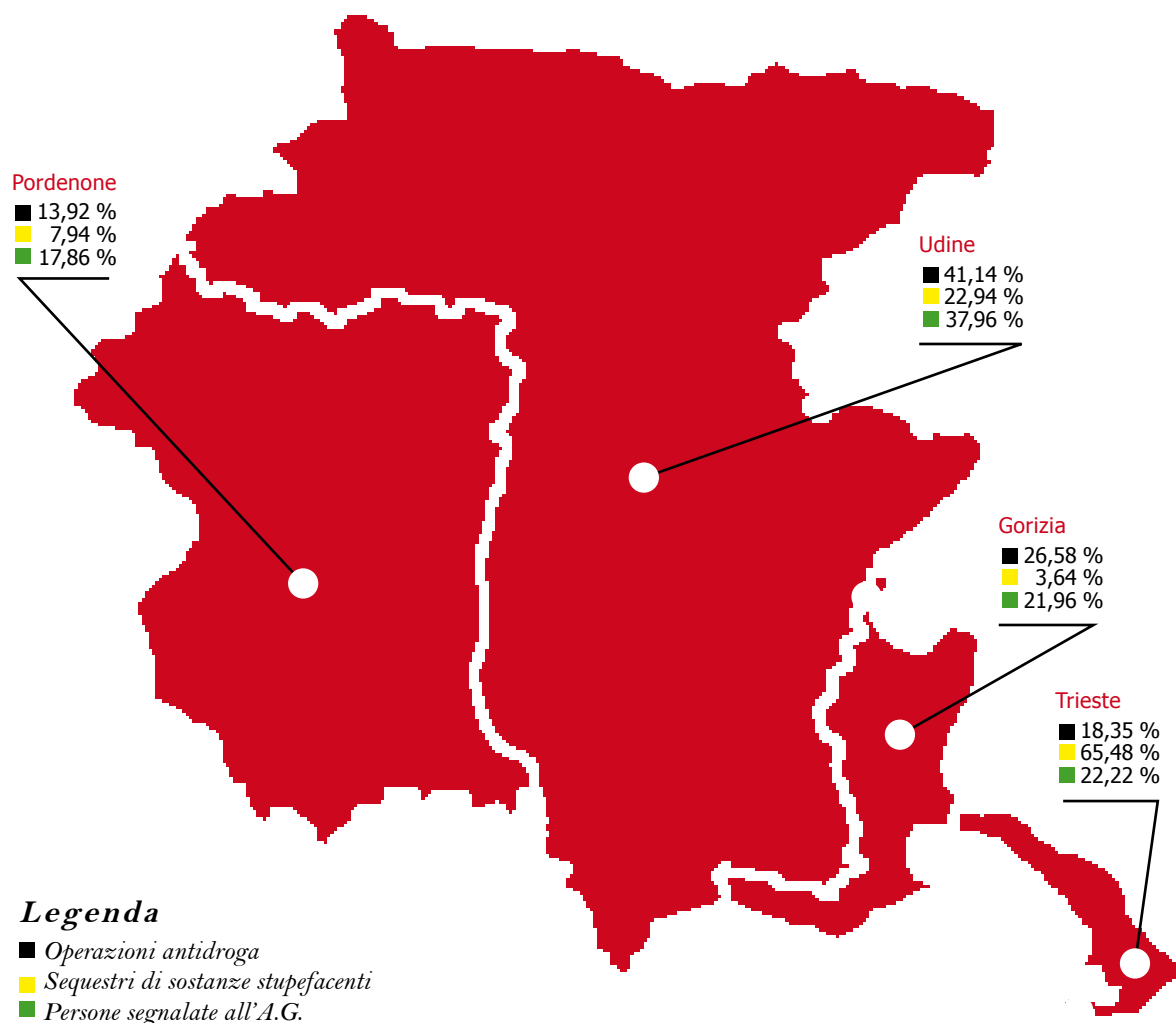 Pordenone
13,92 %
7,94 %
17,86 %
Udine
41,14 %
22,94 %
37,96 %
Gorizia
26,58 %
3,64 %
21,96 %
Trieste
18,35 %
65,48 %
22,22 %
Legenda
Operazioni antidroga
Sequestri di sostanze stupefacenti
Persone segnalate all'A.G.